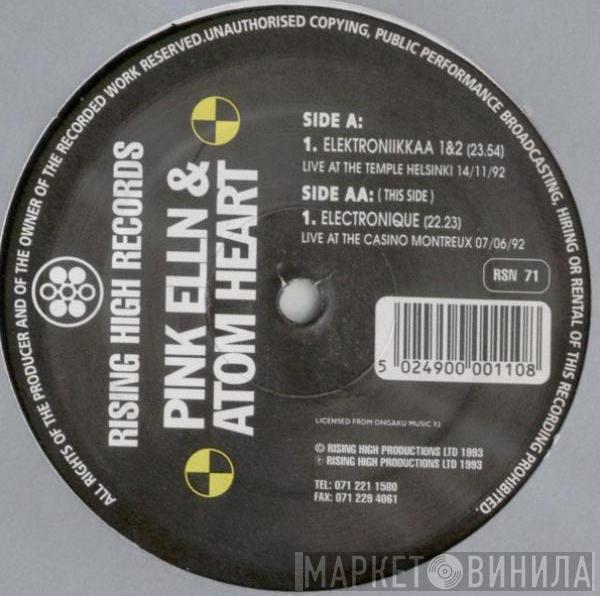 ALL RIGHTS OF THE PRODUCER AND OF THE OWNER OF THE RECORDED WORK RESERVED.UNAUTHORISED COPYING, PUBLIC PERFORMANCE BROADCASTING, HIRING OR RENTAL OF THIS RECORDING PROHIBITED.
RISING HIGH RECORDS
PINK ELLN &
ATOM HEART
SIDE A:
1. ELEKTRONIIKKAA 1&2 (23.54)
LIVE AT THE TEMPLE HELSINKI 14/11/92
SIDE AA: ( THIS SIDE )
1. ELECTRONIQUE (22.23)
LIVE AT THE CASINO MONTREUX 07/06/92
RSN 71
5 024900 001108
LICENSED FROM ONGAKU MUSIC 93
© RISING HIGH PRODUCTIONS LTD 1993
℗ RISING HIGH PRODUCTIONS LTD 1993
TEL: 071 221 1500
FAX: 071 229 4061
МАРКЕТ ВИНИЛА